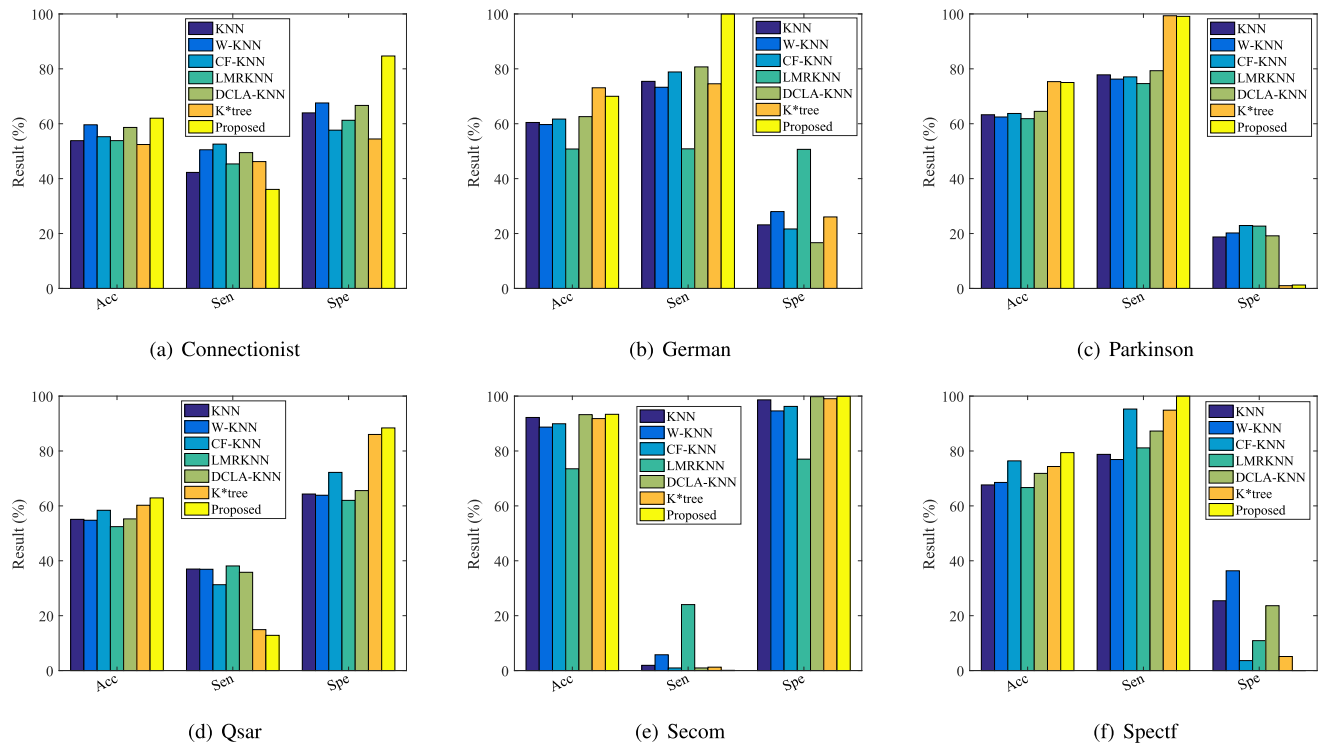 100
80
60
40
20
0
Result (%)
KNN
W-KNN
CF-KNN
LMRKNN
DCLA-KNN
K*tree
Proposed
Acc
Sen
Spe
(a) Connectionist
100
80
60
40
20
0
Result (%)
KNN
W-KNN
CF-KNN
LMRKNN
DCLA-KNN
K*tree
Proposed
Acc
Sen
Spe
(b) German
100
80
60
40
20
0
Result (%)
KNN
W-KNN
CF-KNN
LMRKNN
DCLA-KNN
K*tree
Proposed
Acc
Sen
Spe
(c) Parkinson
100
80
60
40
20
0
Result (%)
KNN
W-KNN
CF-KNN
LMRKNN
DCLA-KNN
K*tree
Proposed
Acc
Sen
Spe
(d) Qsar
100
80
60
40
20
0
Result (%)
KNN
W-KNN
CF-KNN
LMRKNN
DCLA-KNN
K*tree
Proposed
Acc
Sen
Spe
(e) Secom
100
80
60
40
20
0
Result (%)
KNN
W-KNN
CF-KNN
LMRKNN
DCLA-KNN
K*tree
Proposed
Acc
Sen
Spe
(f) Spectf